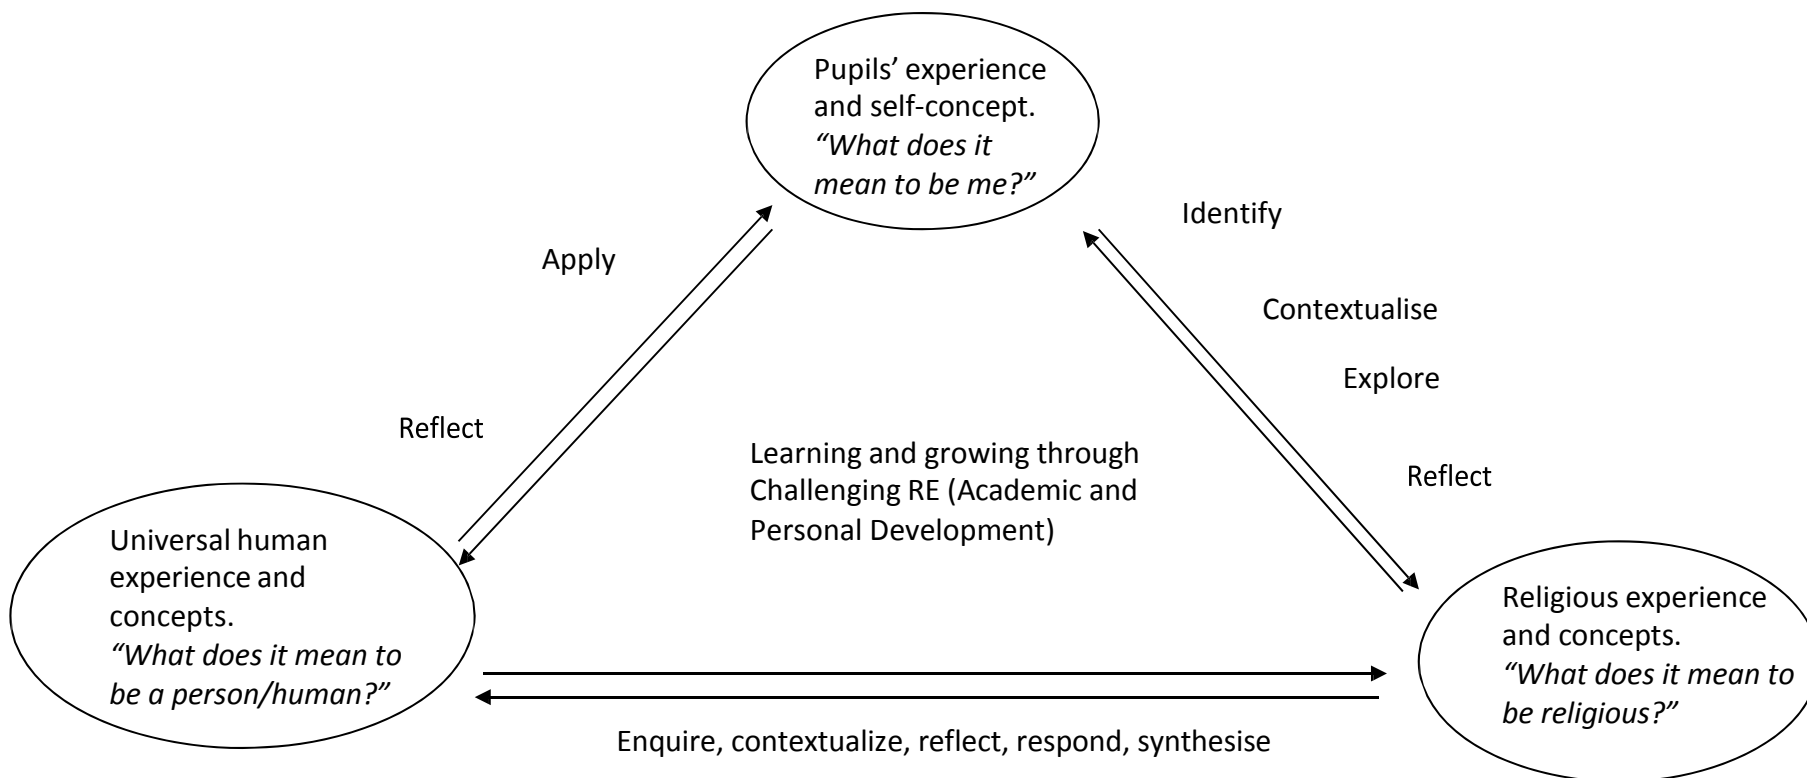 Pupils’ experience
and self-concept.
“What does it
mean to be me?”
Identify
Apply
Contextualise
Explore
Reflect
Learning and growing through
Challenging RE (Academic and
Personal Development)
Reflect
Universal human
experience and
concepts.
“What does it mean to
be a person/human?”
Religious experience
and concepts.
“What does it mean to
be religious?”
Enquire, contextualize, reflect, respond, synthesise